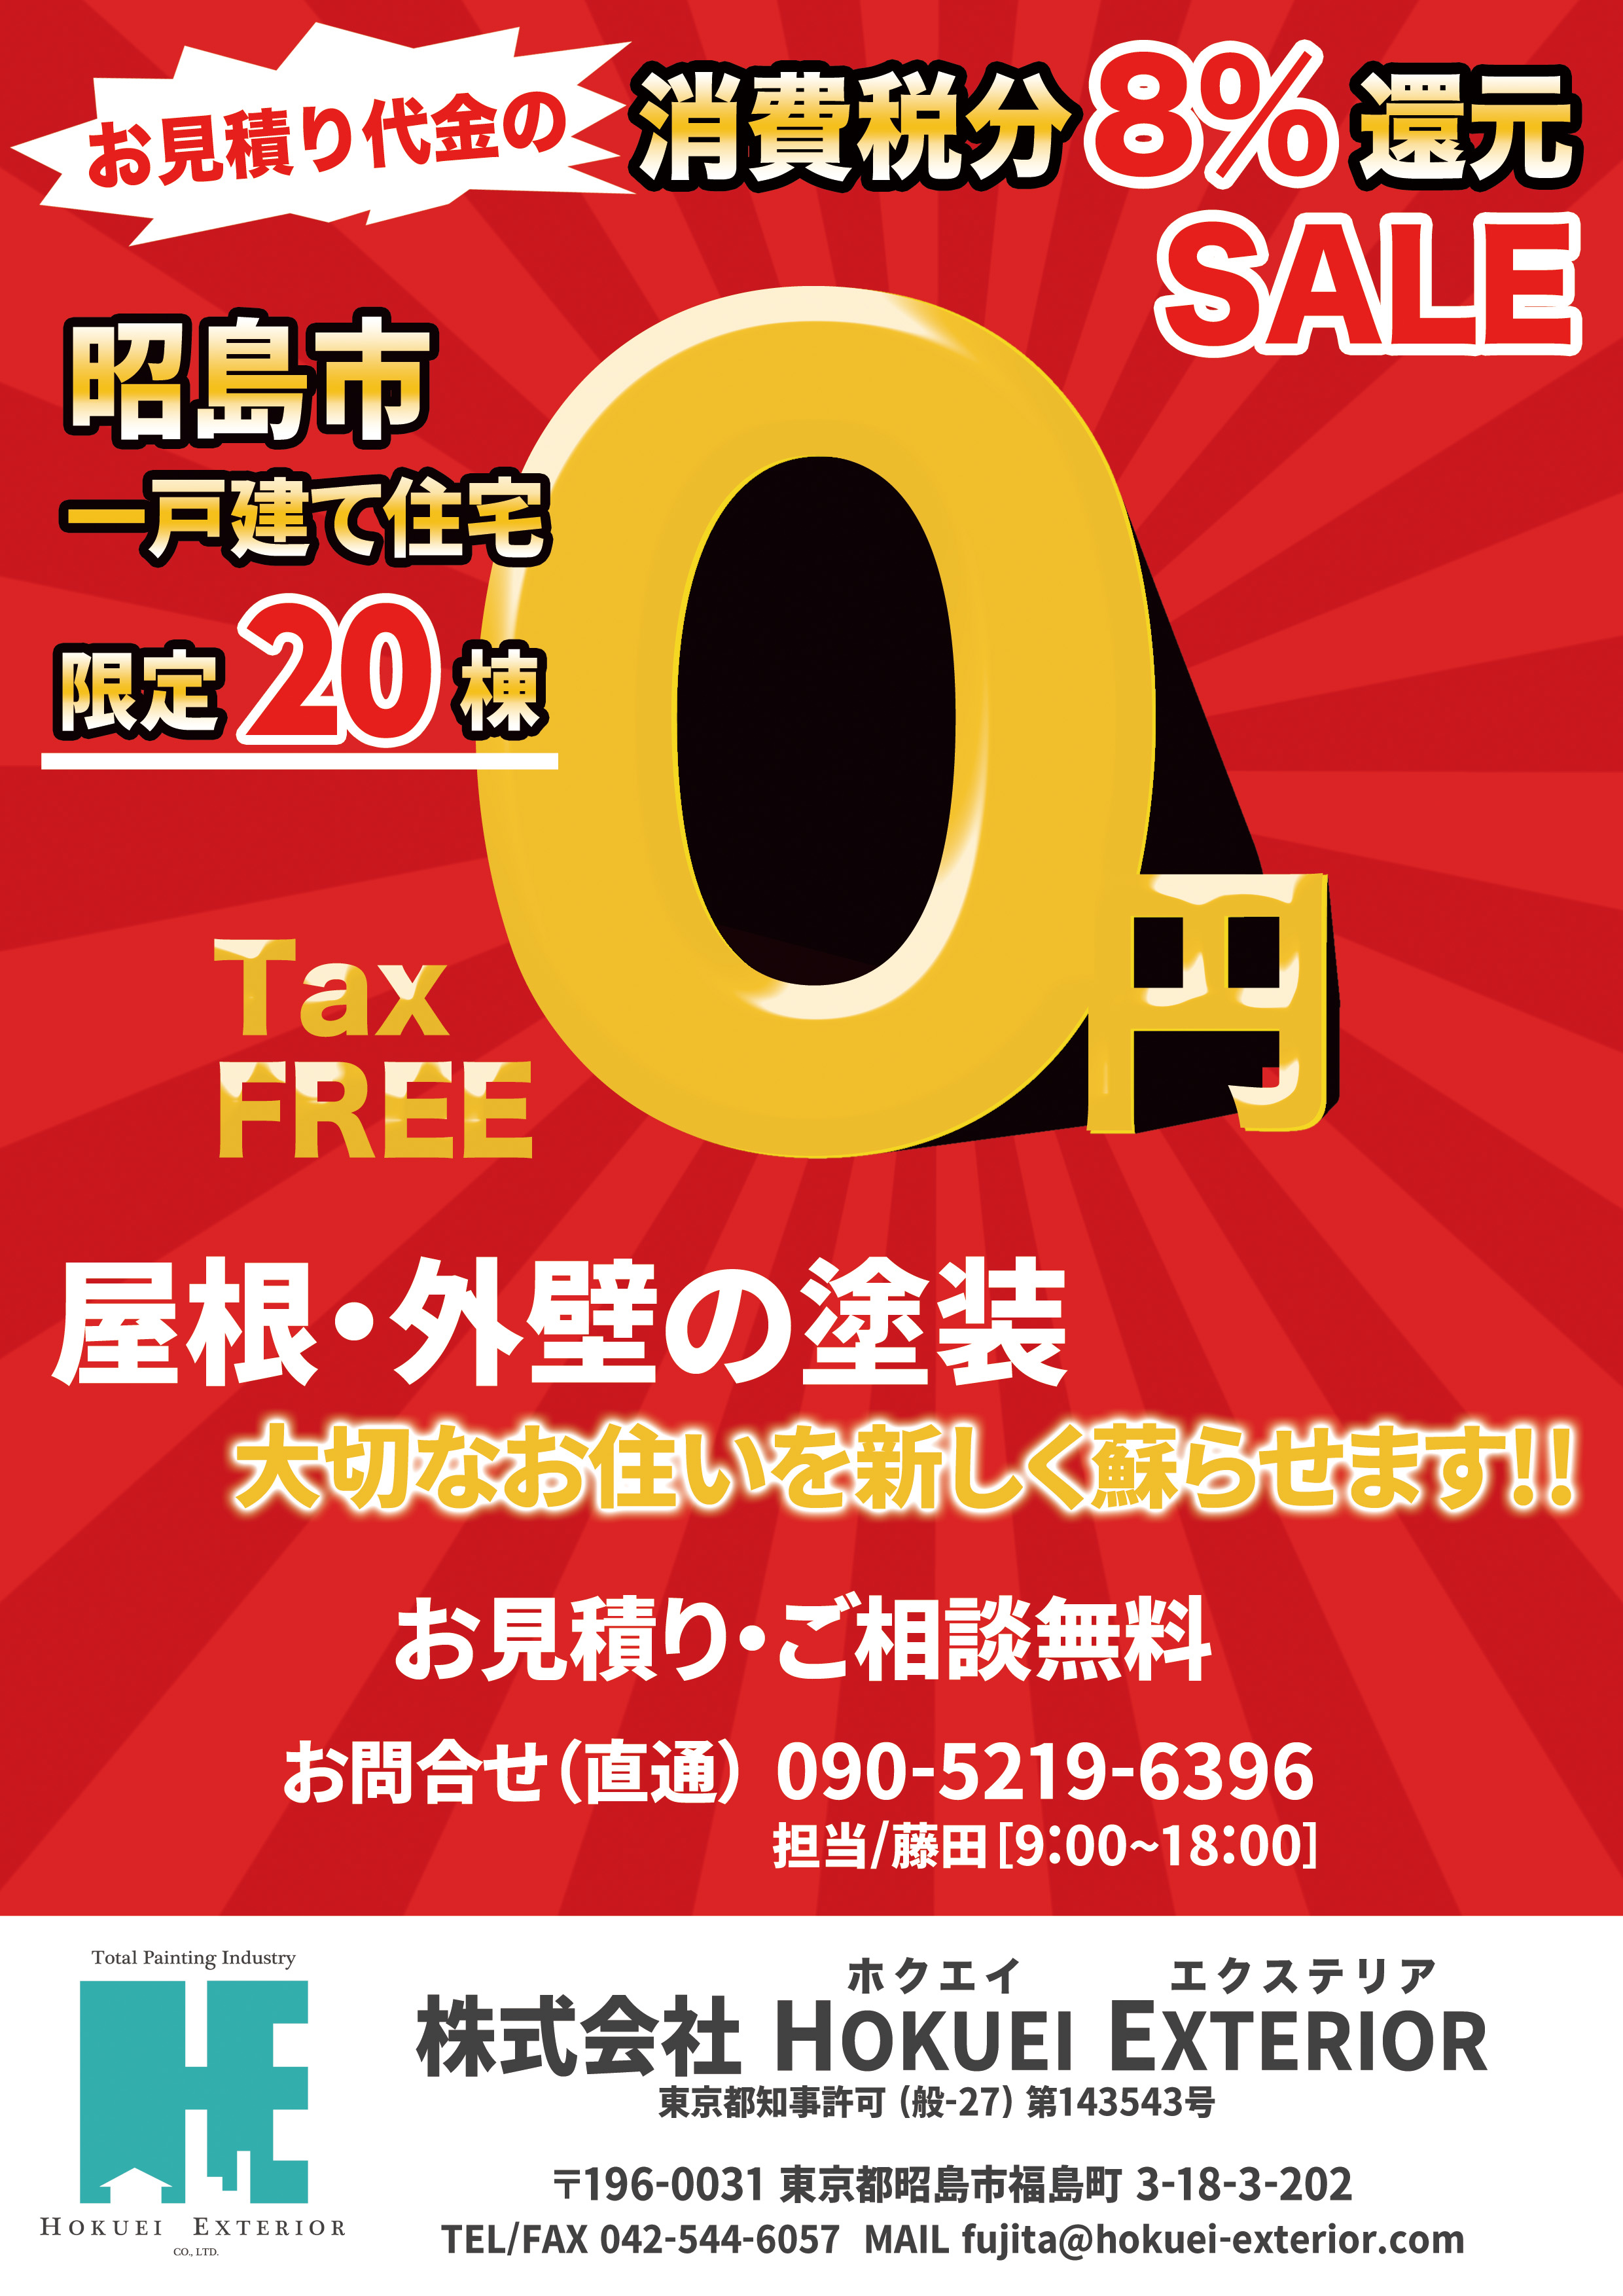 お見積り代金の 消費税分 8% 還元
SALE
昭島市
一戸建て住宅
限定 20 棟
0円
Tax
FREE
屋根・外壁の塗装
大切なお住いを新しく蘇らせます!!
お見積り・ご相談無料
お問合せ（直通） 090-5219-6396
担当/藤田［9:00~18:00］
Total Painting Industry
HE
HOKUEI EXTERIOR
CO., LTD.
ホクエイ エクステリア
株式会社 HOKUEI EXTERIOR
東京都知事許可（般-27）第143543号
〒196-0031 東京都昭島市福島町 3-18-3-202
TEL/FAX 042-544-6057 MAIL fujita@hokuei-exterior.com